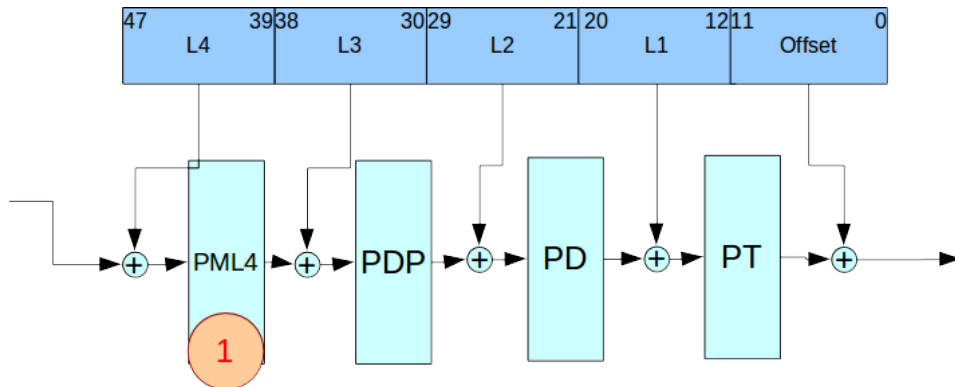 47 39 38 30 29 21 20 12 11 0
L4 L3 L2 L1 Offset
+ PML4 + PDP + PD + PT +
1